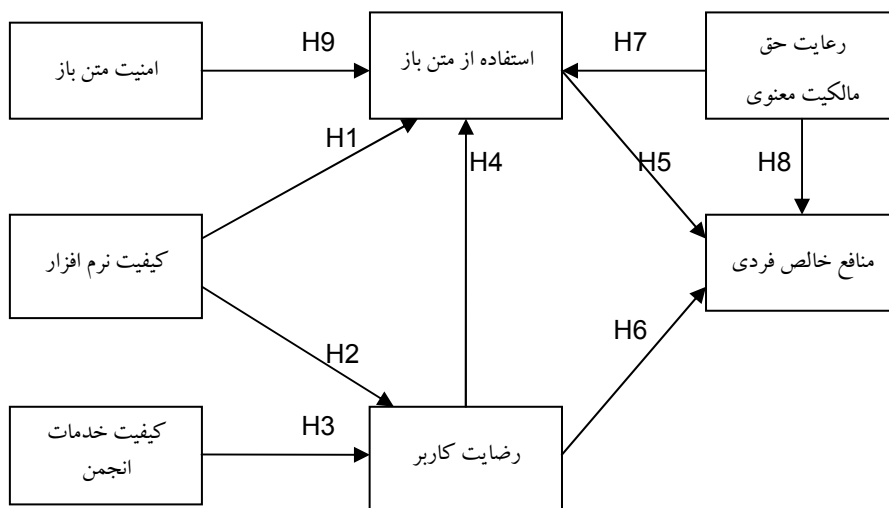 امنیت متن باز
H9
استفاده از متن باز
H7
رعایت حق
مالکیت معنوی
H1
H4
H5
H8
کیفیت نرم افزار
منافع خالص فردی
H2
H6
کیفیت خدمات
انجمن
H3
رضایت کاربر